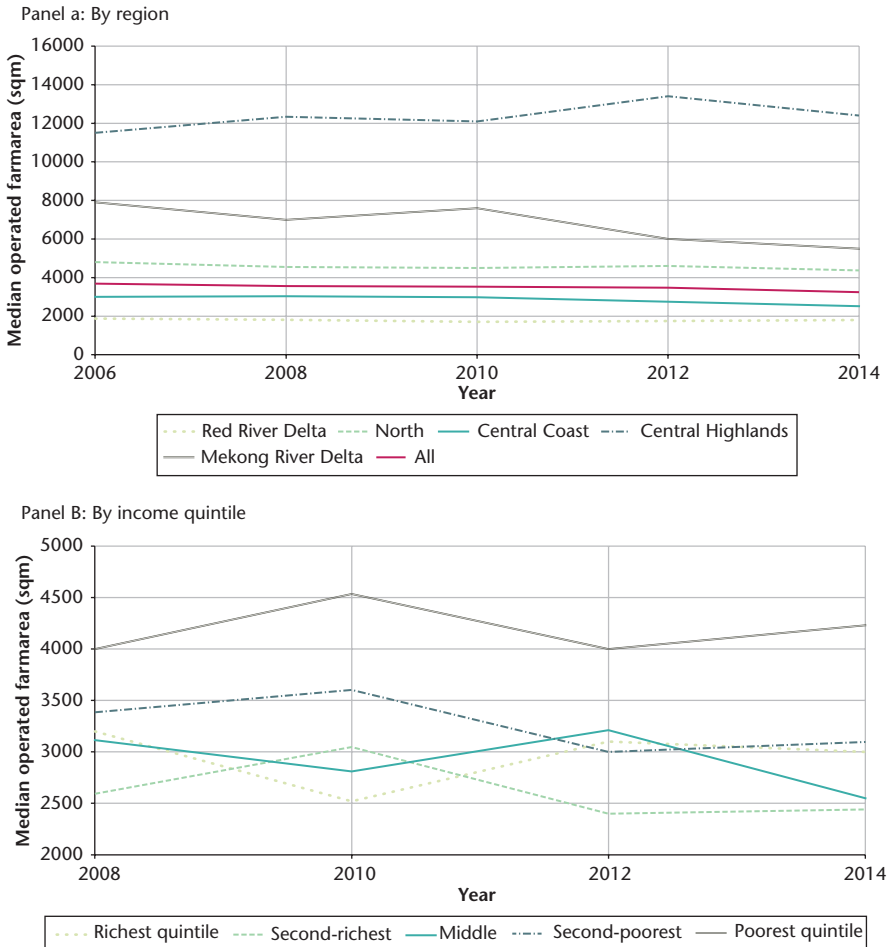 Panel a: By region
Median operated farmarea (sqm)
16000
14000
12000
10000
8000
6000
4000
2000
0
2006 2008 2010 2012 2014
Year
Red River Delta North Central Coast Central Highlands
Mekong River Delta All
Panel B: By income quintile
Median operated farmarea (sqm)
5000
4500
4000
3500
3000
2500
2000
2008 2010 2012 2014
Year
Richest quintile Second-richest Middle Second-poorest Poorest quintile